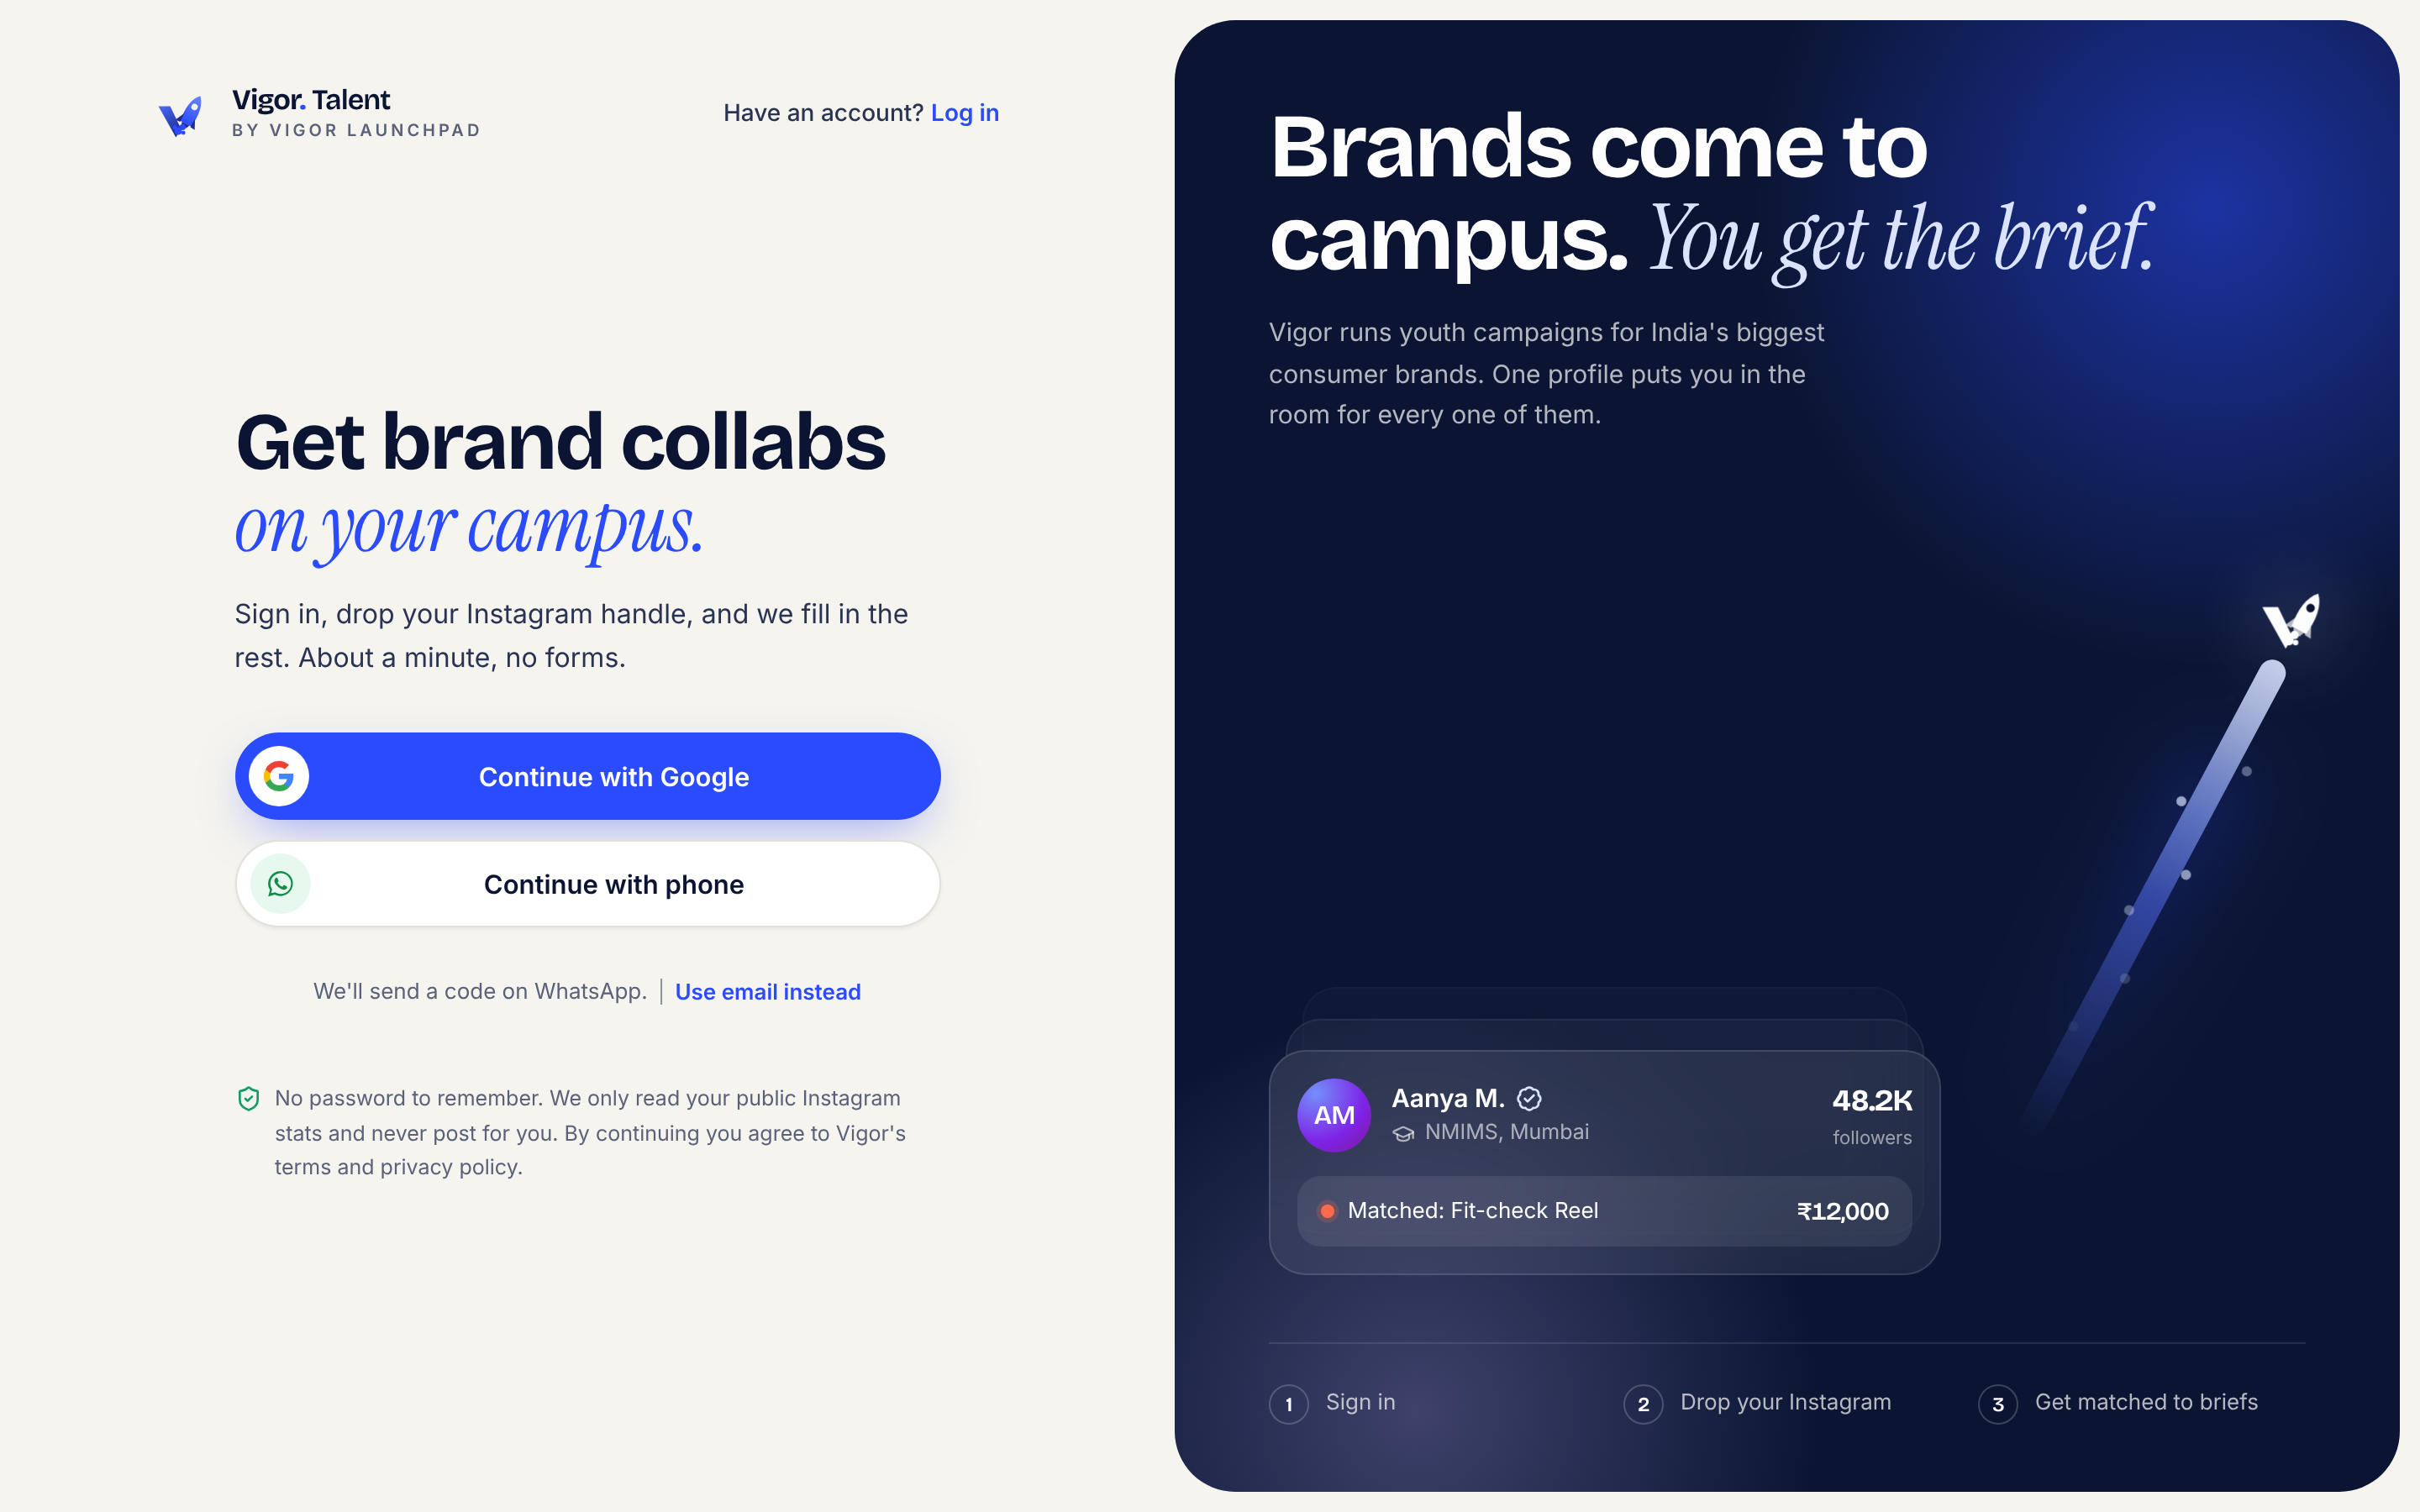 Vigor. Talent
BY VIGOR LAUNCHPAD
Have an account? Log in
Get brand collabs
on your campus.
Sign in, drop your Instagram handle, and we fill in the
rest. About a minute, no forms.
Continue with Google
Continue with phone
We'll send a code on WhatsApp. | Use email instead
No password to remember. We only read your public Instagram
stats and never post for you. By continuing you agree to Vigor's
terms and privacy policy.
Brands come to
campus. You get the brief.
Vigor runs youth campaigns for India's biggest
consumer brands. One profile puts you in the
room for every one of them.
AM
Aanya M.
NMIMS, Mumbai
48.2K
followers
Matched: Fit-check Reel
₹12,000
1 Sign in
2 Drop your Instagram
3 Get matched to briefs